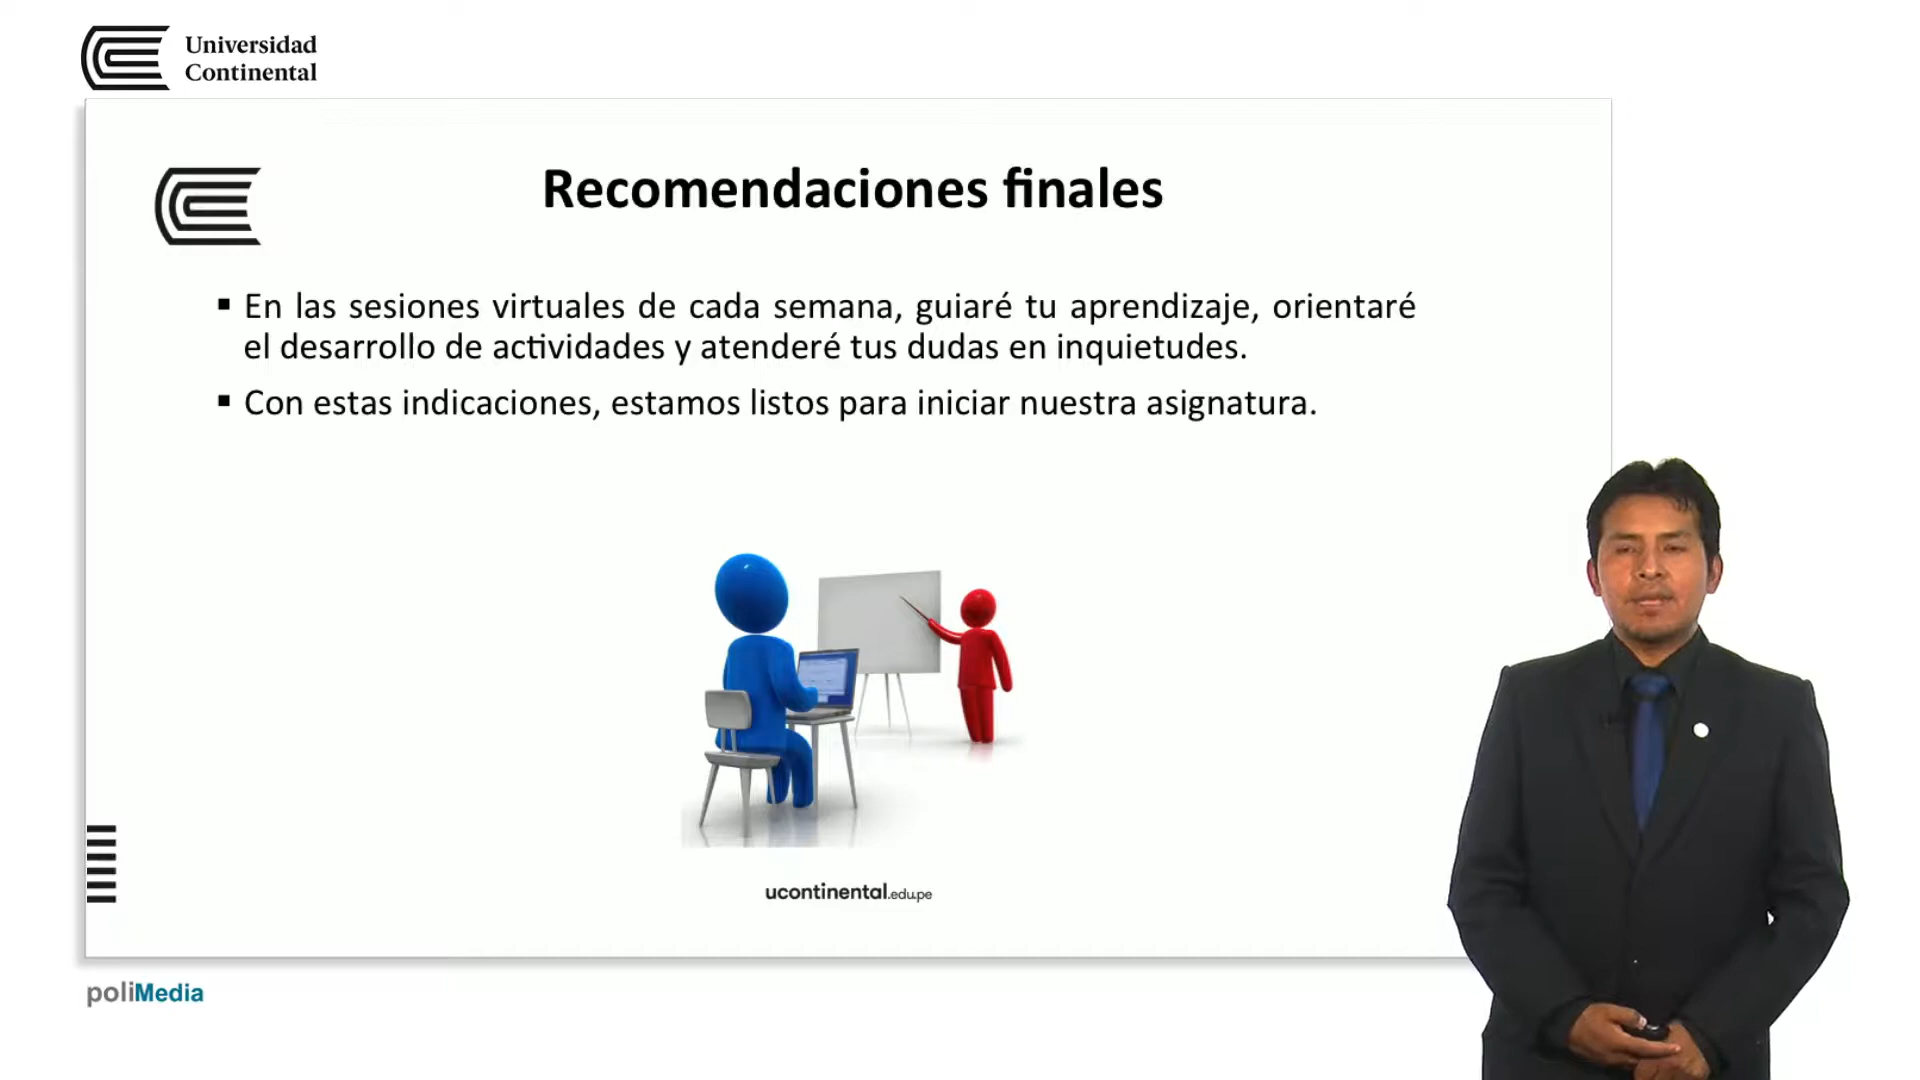 Universidad
Continental
Recomendaciones finales
▪ En las sesiones virtuales de cada semana, guiaré tu aprendizaje, orientaré
el desarrollo de actividades y atenderé tus dudas en inquietudes.
▪ Con estas indicaciones, estamos listos para iniciar nuestra asignatura.
ucontinental.edu.pe
poliMedia